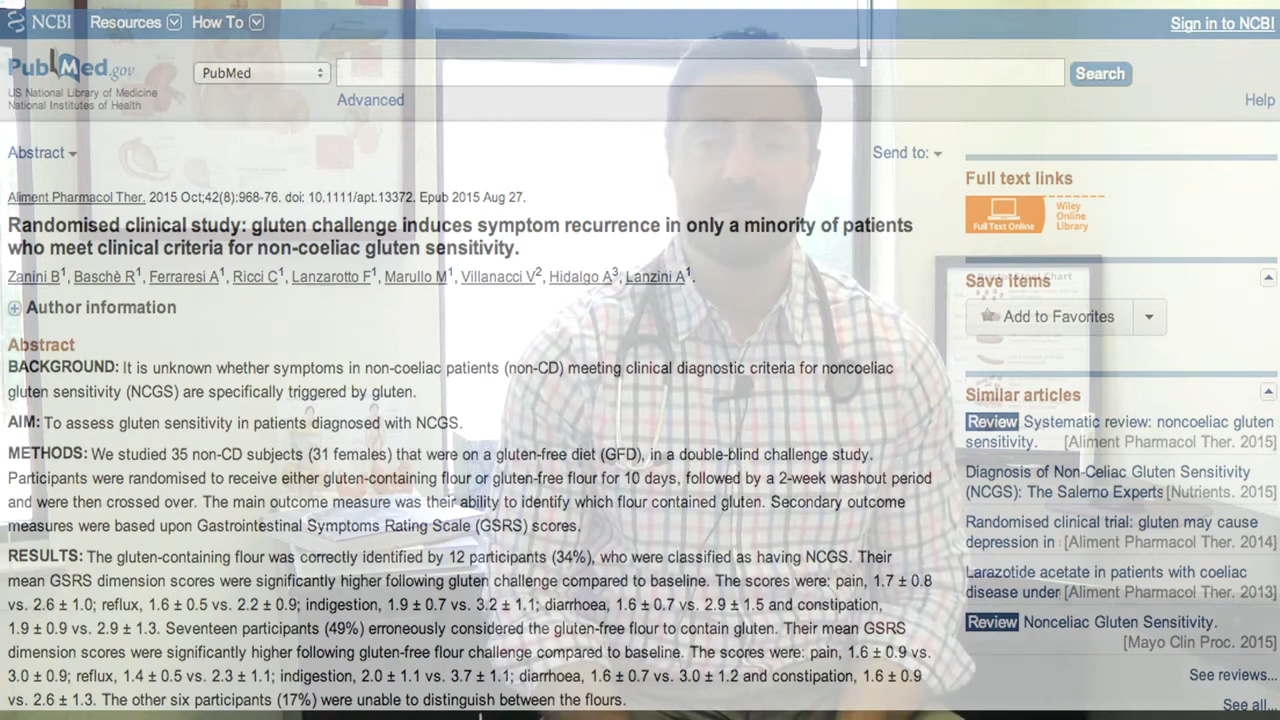 NCBI Resources How To Sign in to NCBI
PubMed.gov
US National Library of Medicine
National Institutes of Health
PubMed
Search
Advanced
Help
Abstract
Send to:
Aliment Pharmacol Ther. 2015 Oct;42(8):968-76. doi: 10.1111/apt.13372. Epub 2015 Aug 27.
Randomised clinical study: gluten challenge induces symptom recurrence in only a minority of patients
who meet clinical criteria for non-coeliac gluten sensitivity.
Zanini B1, Baschè R1, Ferraresi A1, Ricci C1, Lanzarotto F1, Marullo M1, Villanacci V2, Hidalgo A3, Lanzini A1.
Author information
Abstract
BACKGROUND: It is unknown whether symptoms in non-coeliac patients (non-CD) meeting clinical diagnostic criteria for noncoeliac
gluten sensitivity (NCGS) are specifically triggered by gluten.
AIM: To assess gluten sensitivity in patients diagnosed with NCGS.
METHODS: We studied 35 non-CD subjects (31 females) that were on a gluten-free diet (GFD), in a double-blind challenge study.
Participants were randomised to receive either gluten-containing flour or gluten-free flour for 10 days, followed by a 2-week washout period
and were then crossed over. The main outcome measure was their ability to identify which flour contained gluten. Secondary outcome
measures were based upon Gastrointestinal Symptoms Rating Scale (GSRS) scores.
RESULTS: The gluten-containing flour was correctly identified by 12 participants (34%), who were classified as having NCGS. Their
mean GSRS dimension scores were significantly higher following gluten challenge compared to baseline. The scores were: pain, 1.7 ± 0.8
vs. 2.6 ± 1.0; reflux, 1.6 ± 0.5 vs. 2.2 ± 0.9; indigestion, 1.9 ± 0.7 vs. 3.2 ± 1.1; diarrhoea, 1.6 ± 0.7 vs. 2.9 ± 1.5 and constipation,
1.9 ± 0.9 vs. 2.9 ± 1.3. Seventeen participants (49%) erroneously considered the gluten-free flour to contain gluten. Their mean GSRS
dimension scores were significantly higher following gluten-free flour challenge compared to baseline. The scores were: pain, 1.6 ± 0.9 vs.
3.0 ± 0.9; reflux, 1.4 ± 0.5 vs. 2.3 ± 1.1; indigestion, 2.0 ± 1.1 vs. 3.7 ± 1.1; diarrhoea, 1.6 ± 0.7 vs. 3.0 ± 1.2 and constipation, 1.6 ± 0.9
vs. 2.6 ± 1.3. The other six participants (17%) were unable to distinguish between the flours.
Full text links
Full Text Online
Wiley
Online
Library
Chart
Save items
Add to Favorites
Similar articles
Review Systematic review: noncoeliac gluten
sensitivity. [Aliment Pharmacol Ther. 2015]
Diagnosis of Non-Celiac Gluten Sensitivity
(NCGS): The Salerno Experts [Nutrients. 2015]
Randomised clinical trial: gluten may cause
depression in [Aliment Pharmacol Ther. 2014]
Larazotide acetate in patients with coeliac
disease under [Aliment Pharmacol Ther. 2013]
Review Nonceliac Gluten Sensitivity.
[Mayo Clin Proc. 2015]
See reviews...
See all...